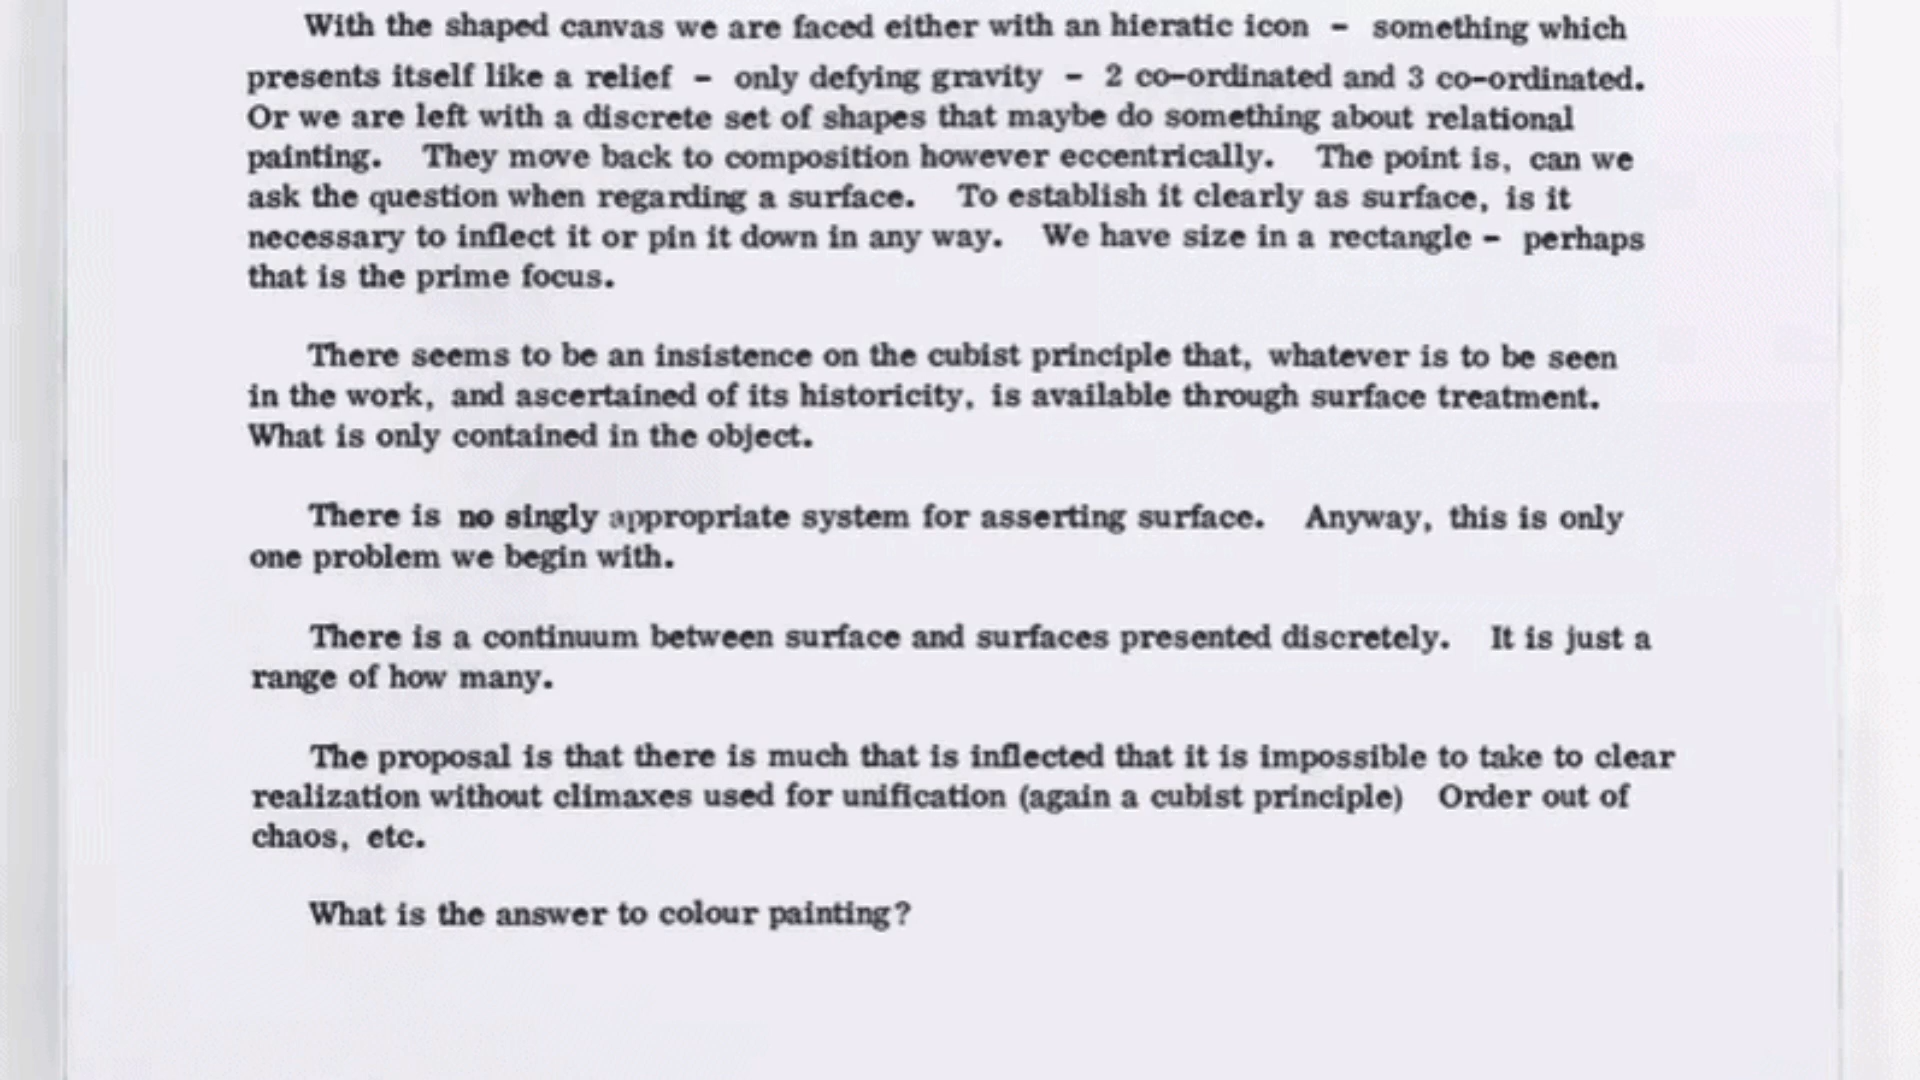 With the shaped canvas we are faced either with an hieratic icon - something which
presents itself like a relief - only defying gravity - 2 co-ordinated and 3 co-ordinated.
Or we are left with a discrete set of shapes that maybe do something about relational
painting. They move back to composition however eccentrically. The point is, can we
ask the question when regarding a surface. To establish it clearly as surface, is it
necessary to inflect it or pin it down in any way. We have size in a rectangle - perhaps
that is the prime focus.
There seems to be an insistence on the cubist principle that, whatever is to be seen
in the work, and ascertained of its historicity, is available through surface treatment.
What is only contained in the object.
There is no singly appropriate system for asserting surface. Anyway, this is only
one problem we begin with.
There is a continuum between surface and surfaces presented discretely. It is just a
range of how many.
The proposal is that there is much that is inflected that it is impossible to take to clear
realization without climaxes used for unification (again a cubist principle) Order out of
chaos, etc.
What is the answer to colour painting?